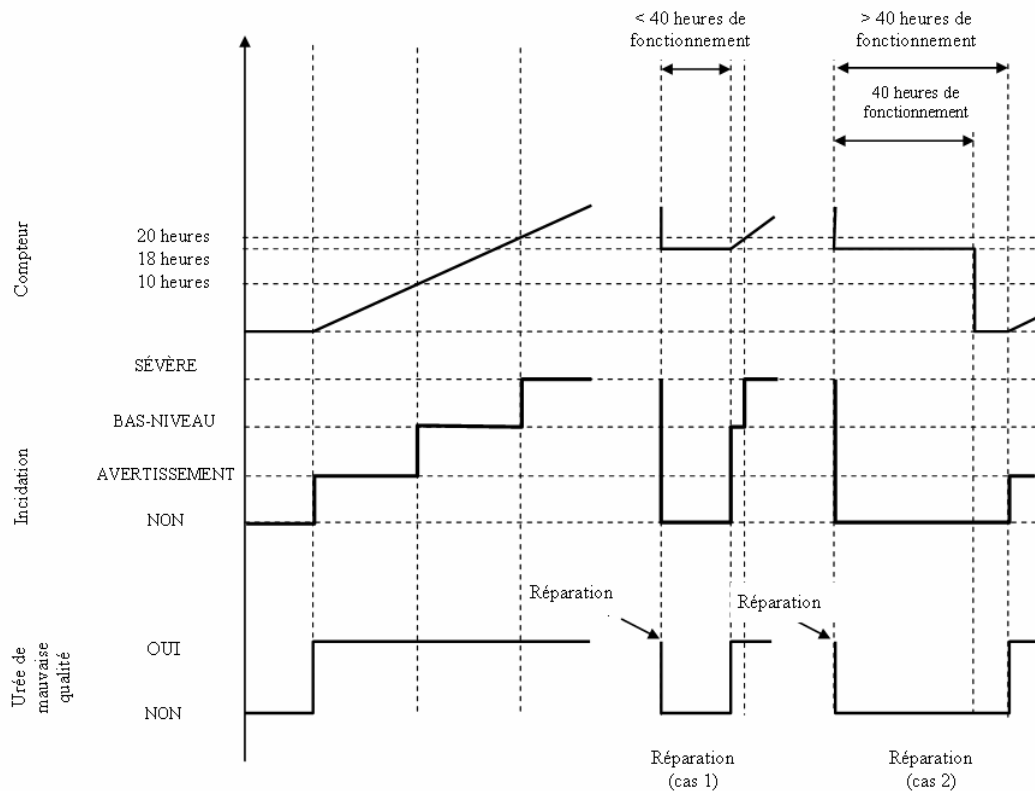 < 40 heures de
fonctionnement
> 40 heures de
fonctionnement
40 heures de
fonctionnement
Compteur
20 heures
18 heures
10 heures
SÉVÈRE
BAS-NIVEAU
AVERTISSEMENT
NON
Incidation
Réparation
Réparation
Urée de
mauvaise
qualité
OUI
NON
Réparation
(cas 1)
Réparation
(cas 2)